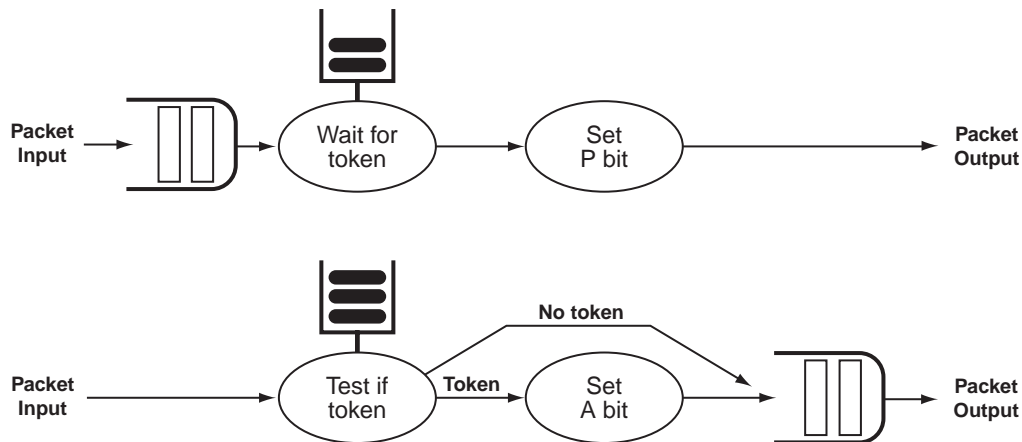 Packet
Input
Wait for
token
Set
P bit
Packet
Output
No token
Packet
Input
Test if
token
Token
Set
A bit
Packet
Output